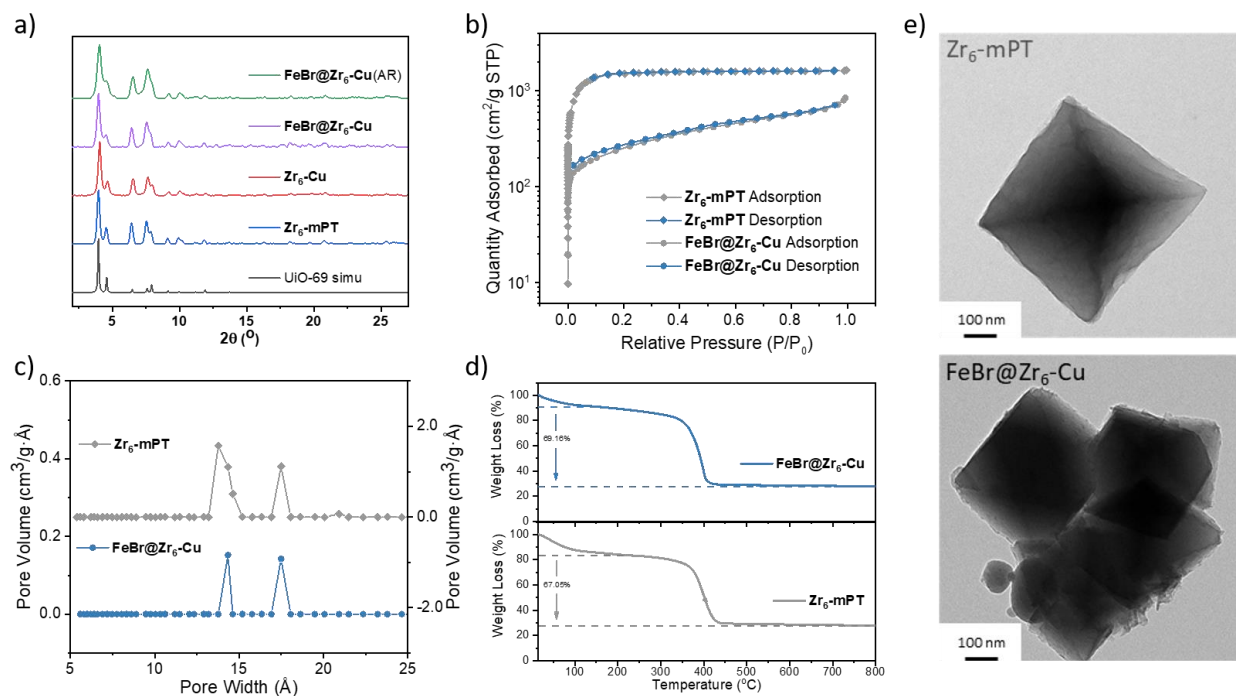 a)
FeBr@Zr₆-Cu(AR)
FeBr@Zr₆-Cu
Zr₆-Cu
Zr₆-mPT
UiO-69 simu
5 10 15 20 25
2θ (O)
b)
Quantity Adsorbed (cm²/g STP)
10³
10²
10¹
Zr₆-mPT Adsorption
Zr₆-mPT Desorption
FeBr@Zr₆-Cu Adsorption
FeBr@Zr₆-Cu Desorption
0.0 0.2 0.4 0.6 0.8 1.0
Relative Pressure (P/P₀)
c)
Pore Volume (cm³/g·Å)
0.6
0.4
0.2
0.0
Zr₆-mPT
FeBr@Zr₆-Cu
2.0
1.0
0.0
-1.0
-2.0
Pore Volume (cm³/g·Å)
5 10 15 20 25
Pore Width (Å)
d)
Weight Loss (%)
100
80
60
40
20
0
69.16%
FeBr@Zr₆-Cu
Weight Loss (%)
100
80
60
40
20
0
67.05%
Zr₆-mPT
100 200 300 400 500 600 700 800
Temperature (°C)
e)
Zr₆-mPT
100 nm
FeBr@Zr₆-Cu
100 nm